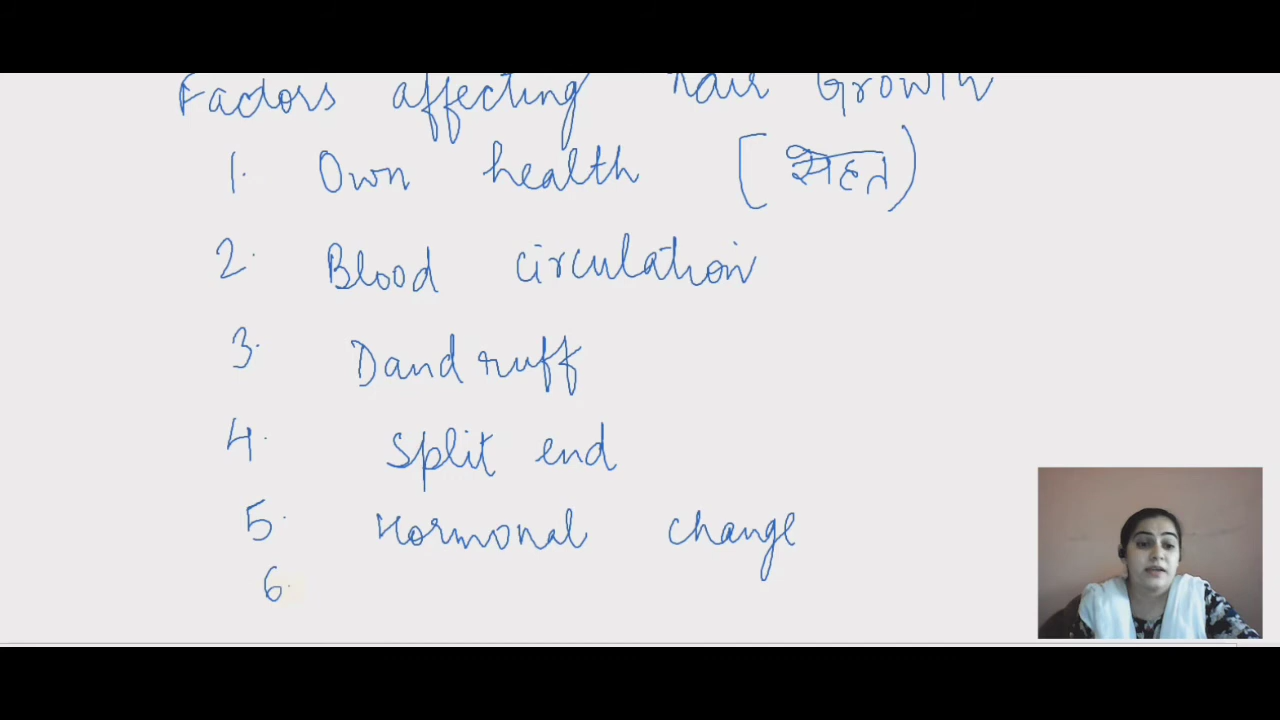 Factors affecting hair Growth
1. Own health [सेहत)
2. Blood circulation
3. Dandruff
4. Split end
5. Hormonal change
6.